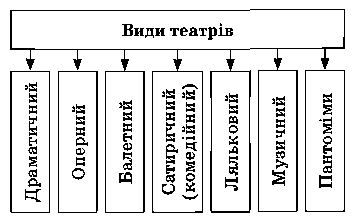 Види театрів
Драматичний
Оперний
Балетний
Сатиричний
(комедійний)
Ляльковий
Музичний
Пантоміми